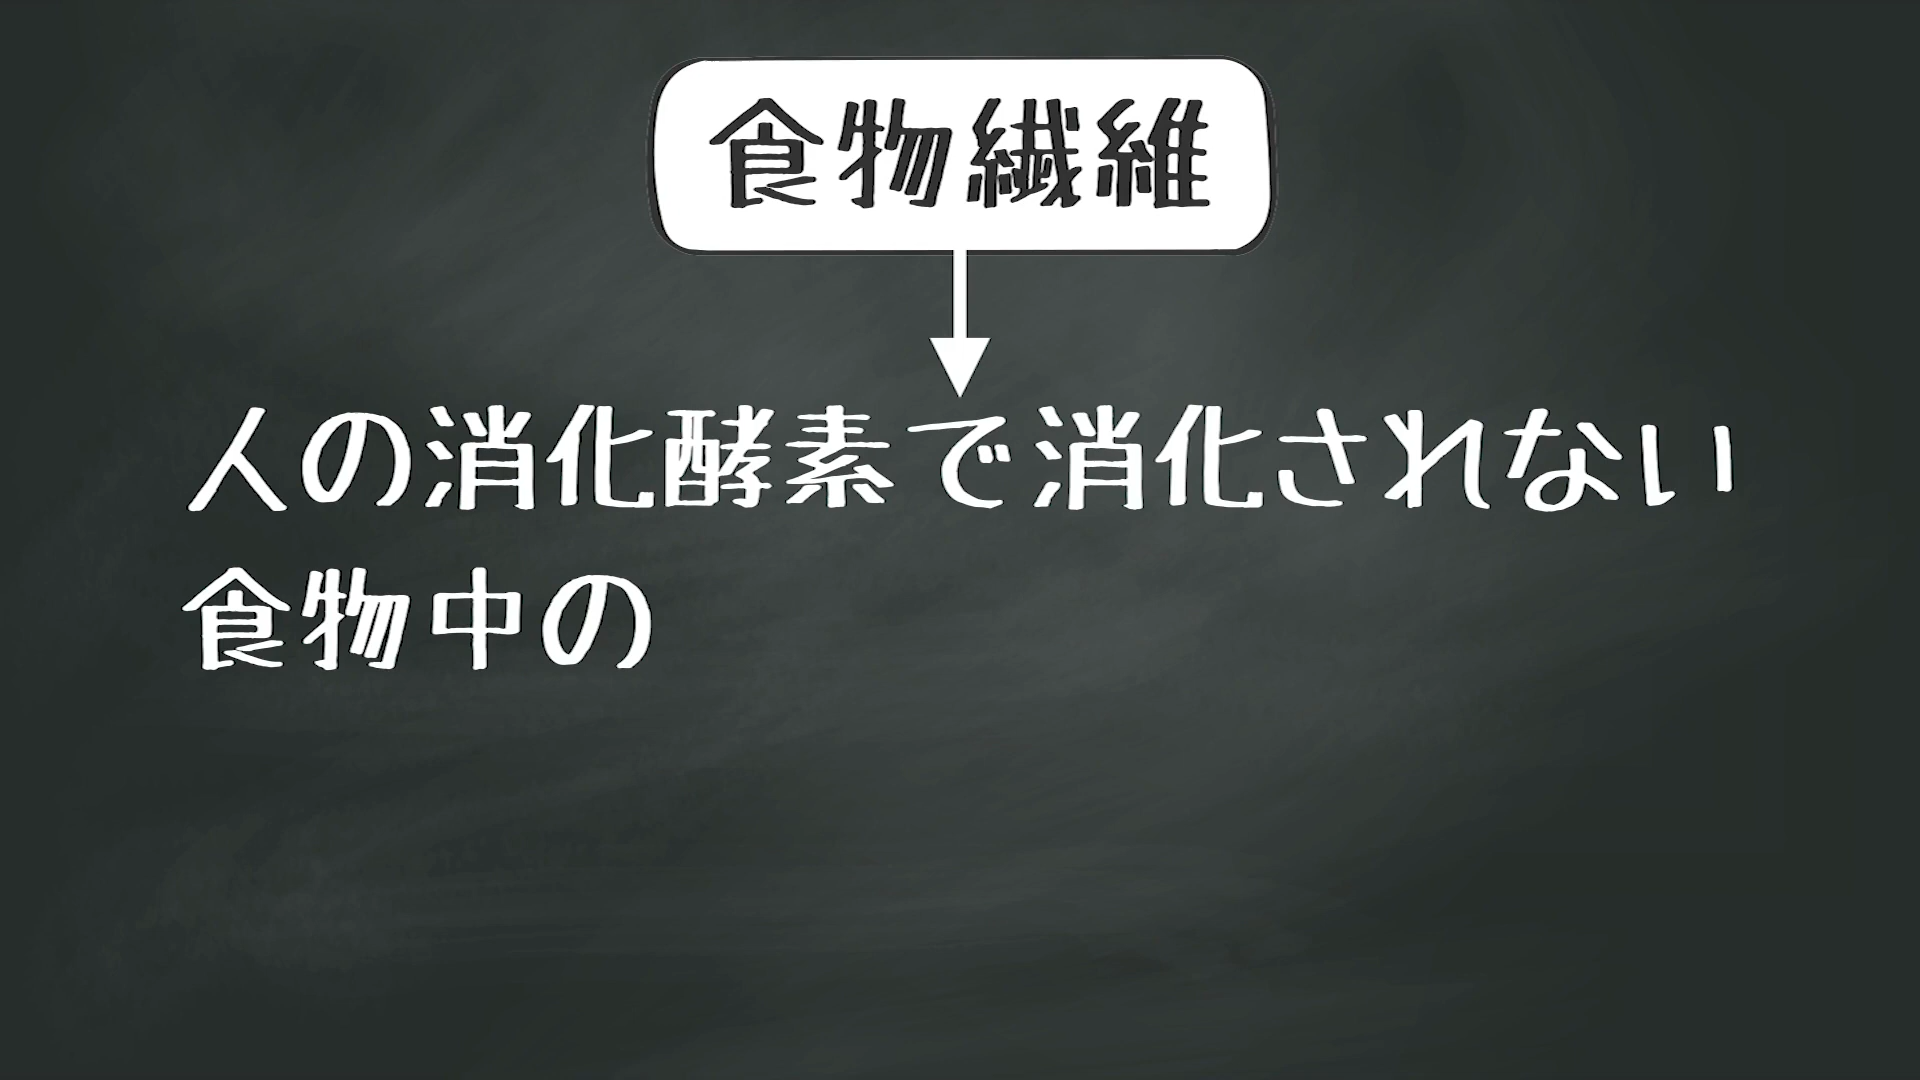 食物繊維
人の消化酵素で消化されない
食物中の